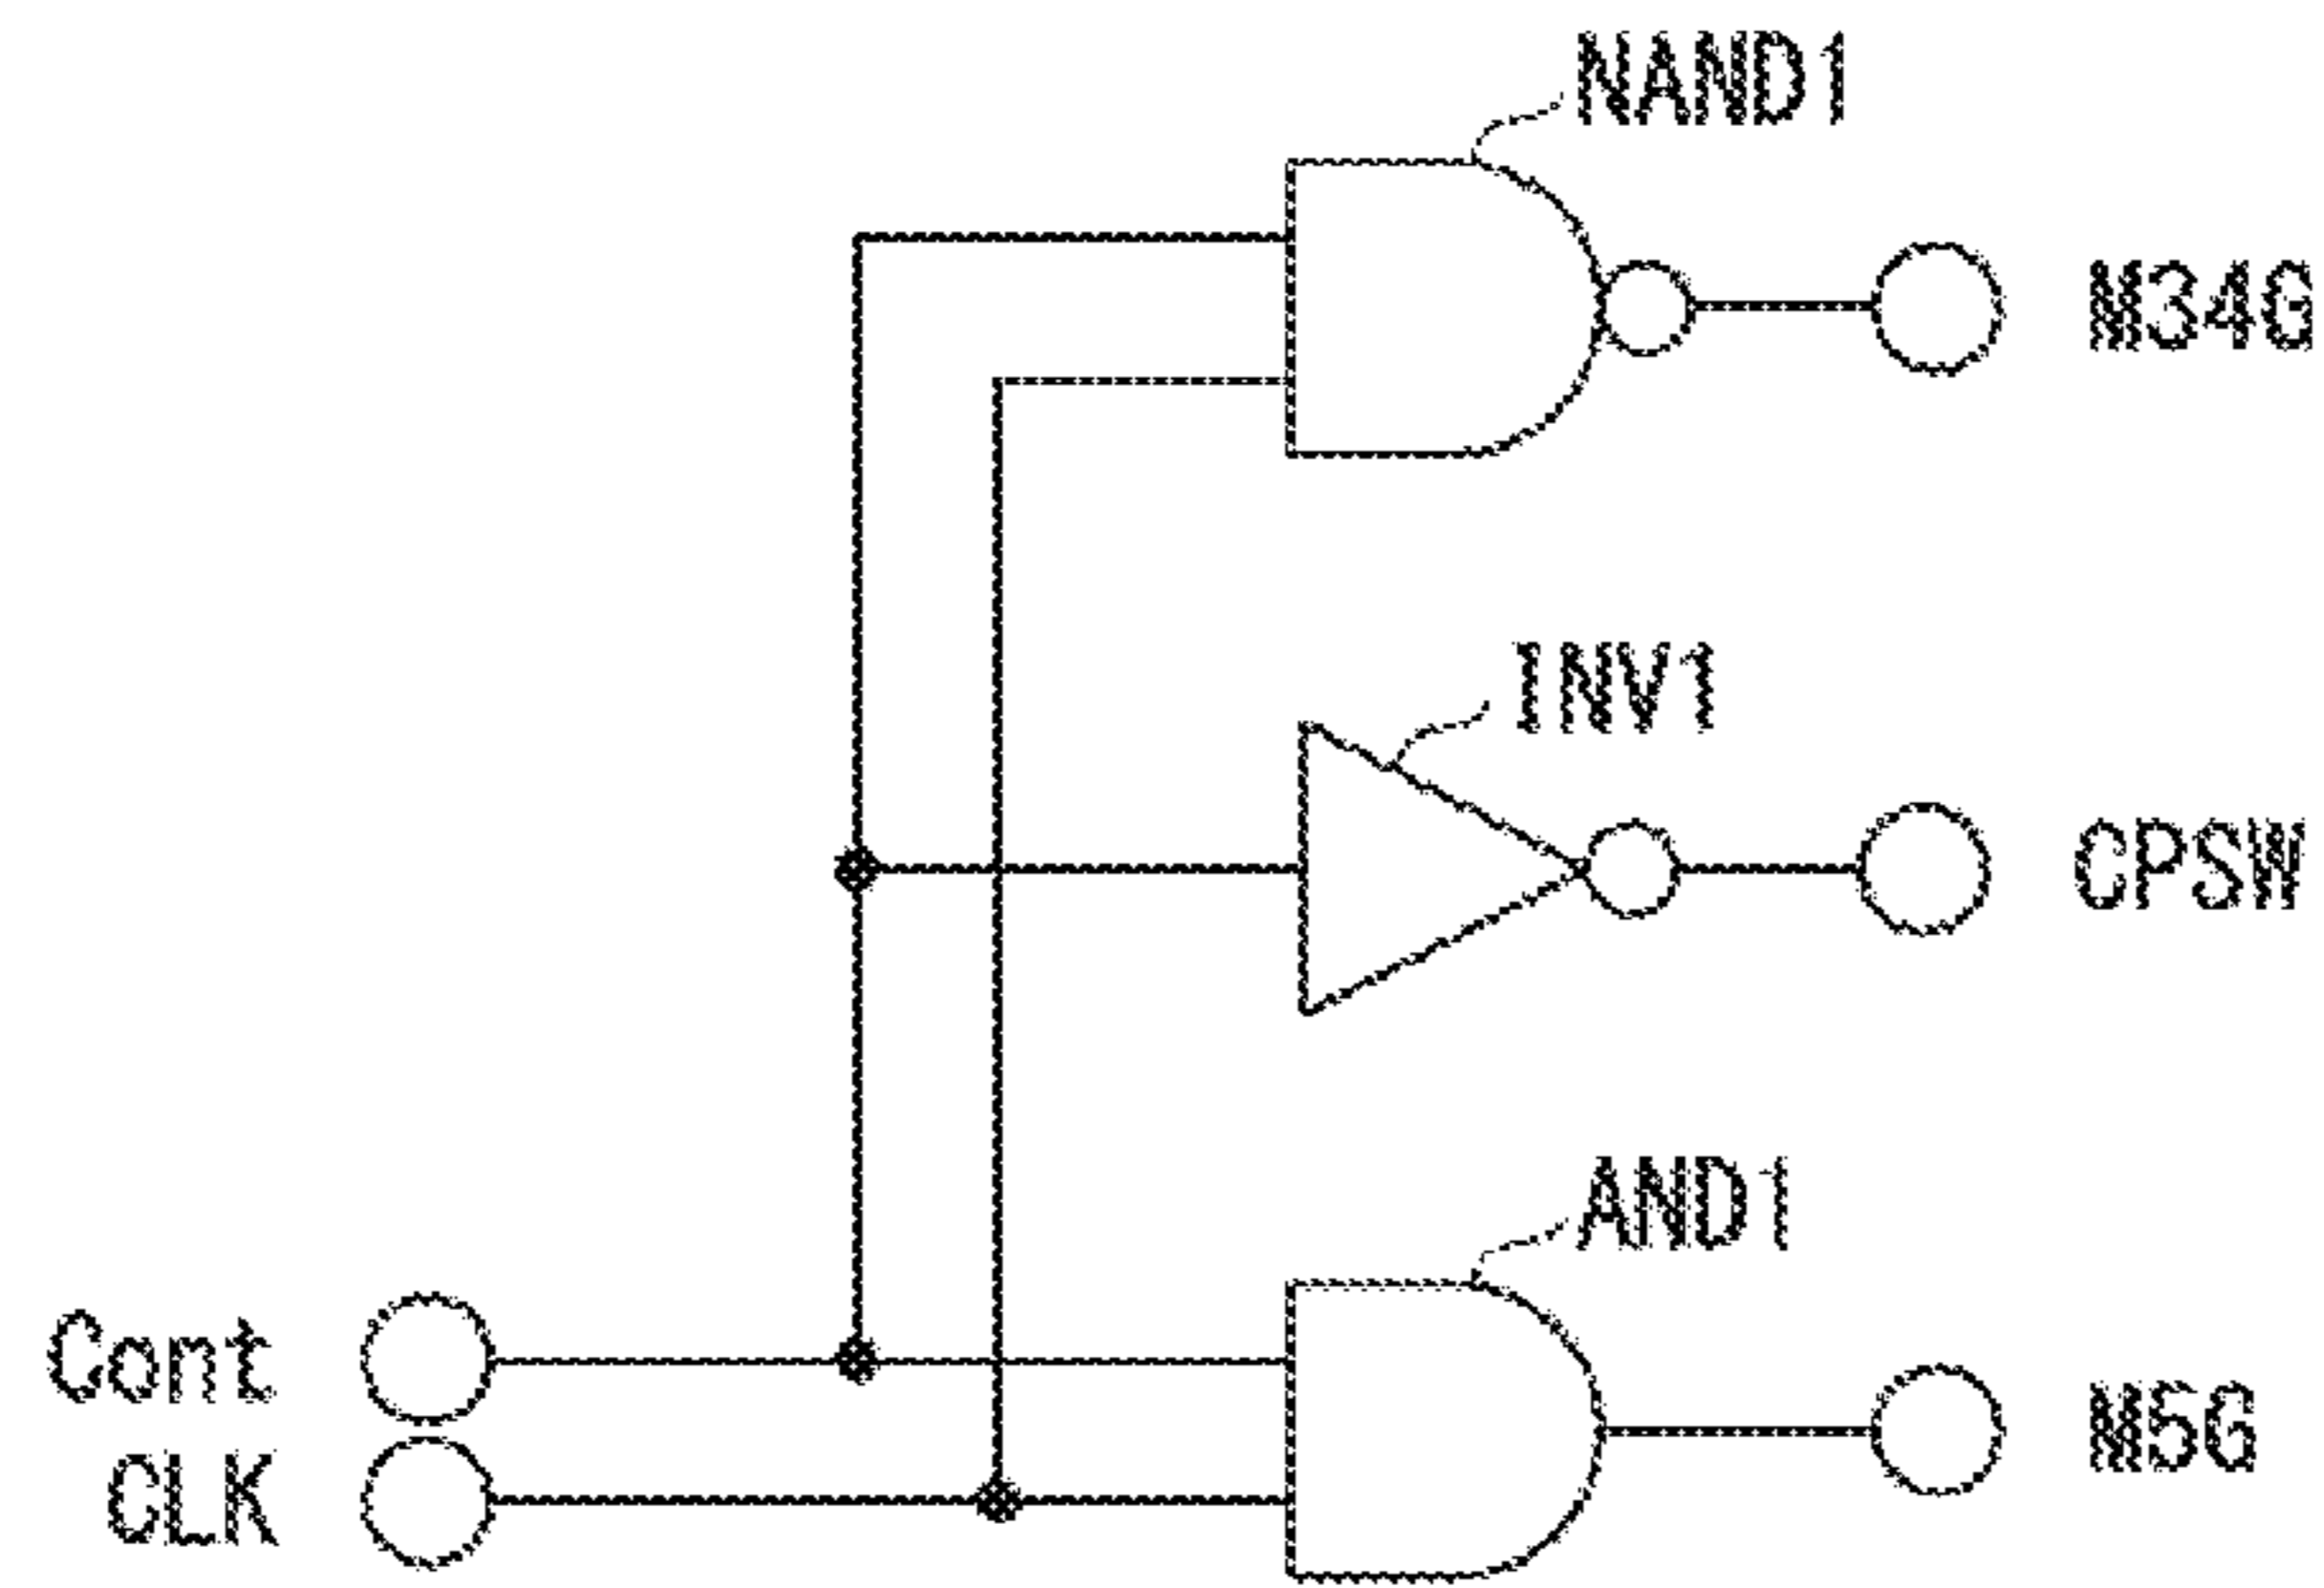 NAND1
M34G
INV1
CPSW
AND1
Cont
M5G
CLK